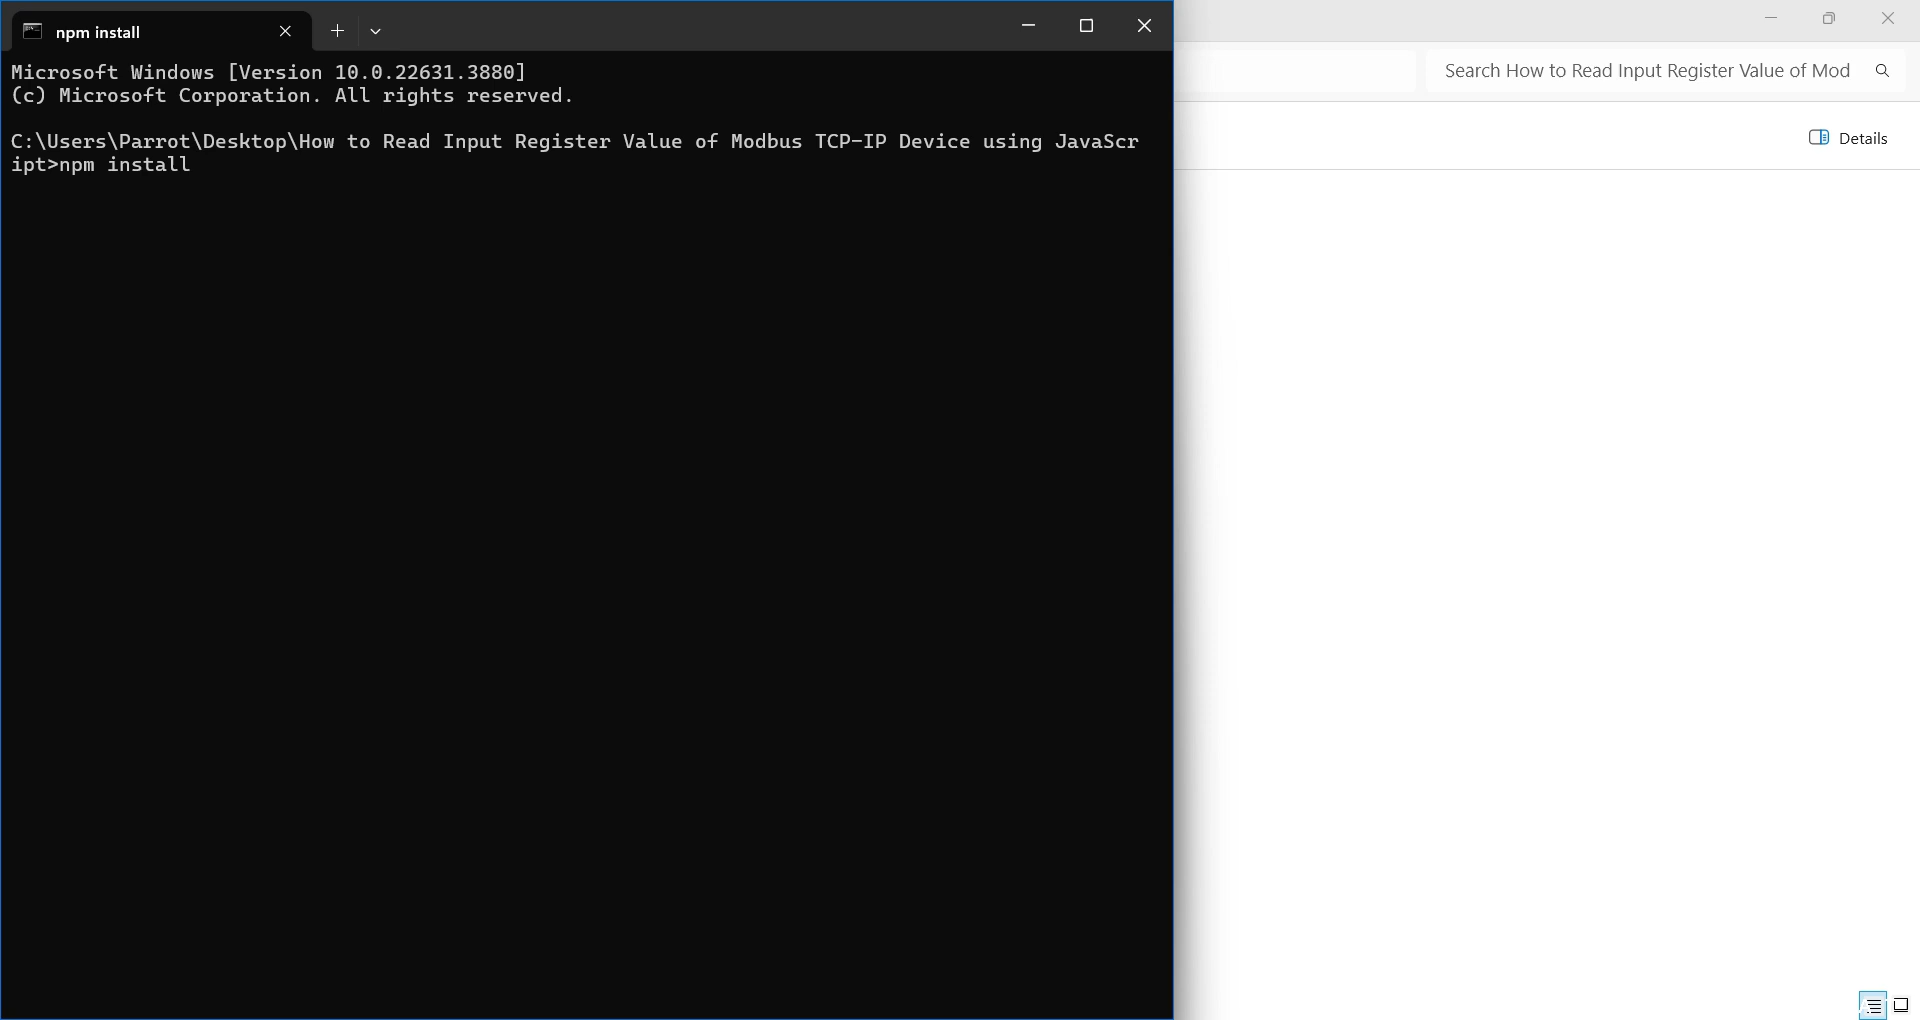 npm install
Microsoft Windows [Version 10.0.22631.3880]
(c) Microsoft Corporation. All rights reserved.
C:\Users\Parrot\Desktop\How to Read Input Register Value of Modbus TCP-IP Device using JavaScr
ipt>npm install
Search How to Read Input Register Value of Mod
Details